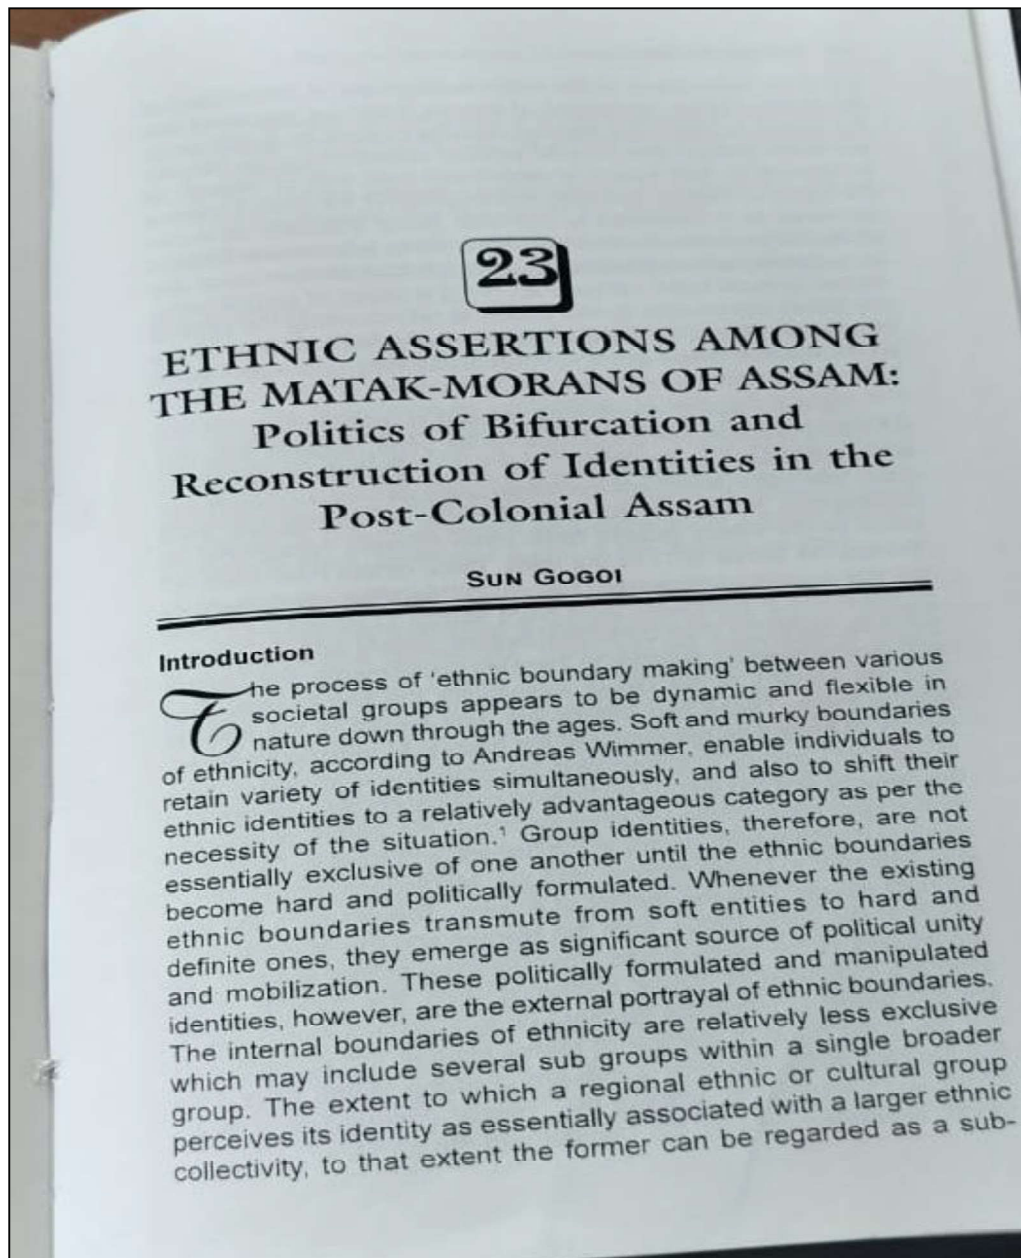 23
ETHNIC ASSERTIONS AMONG
THE MATAK-MORANS OF ASSAM:
Politics of Bifurcation and
Reconstruction of Identities in the
Post-Colonial Assam
SUN GOGOI
Introduction
The process of 'ethnic boundary making' between various
societal groups appears to be dynamic and flexible in
nature down through the ages. Soft and murky boundaries
of ethnicity, according to Andreas Wimmer, enable individuals to
retain variety of identities simultaneously, and also to shift their
ethnic identities to a relatively advantageous category as per the
necessity of the situation.¹ Group identities, therefore, are not
essentially exclusive of one another until the ethnic boundaries
become hard and politically formulated. Whenever the existing
ethnic boundaries transmute from soft entities to hard and
definite ones, they emerge as significant source of political unity
and mobilization. These politically formulated and manipulated
identities, however, are the external portrayal of ethnic boundaries.
The internal boundaries of ethnicity are relatively less exclusive
which may include several sub groups within a single broader
group. The extent to which a regional ethnic or cultural group
perceives its identity as essentially associated with a larger ethnic
collectivity, to that extent the former can be regarded as a sub-